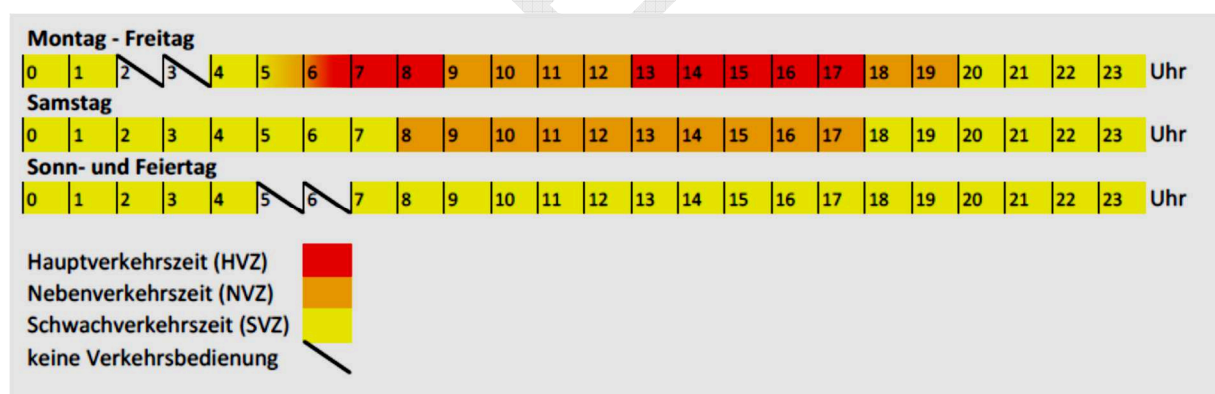 Montag - Freitag
0 1 2 3 4 5 6 7 8 9 10 11 12 13 14 15 16 17 18 19 20 21 22 23 Uhr
Samstag
0 1 2 3 4 5 6 7 8 9 10 11 12 13 14 15 16 17 18 19 20 21 22 23 Uhr
Sonn- und Feiertag
0 1 2 3 4 5 6 7 8 9 10 11 12 13 14 15 16 17 18 19 20 21 22 23 Uhr
Hauptverkehrszeit (HVZ)
Nebenverkehrszeit (NVZ)
Schwachverkehrszeit (SVZ)
keine Verkehrsbedienung